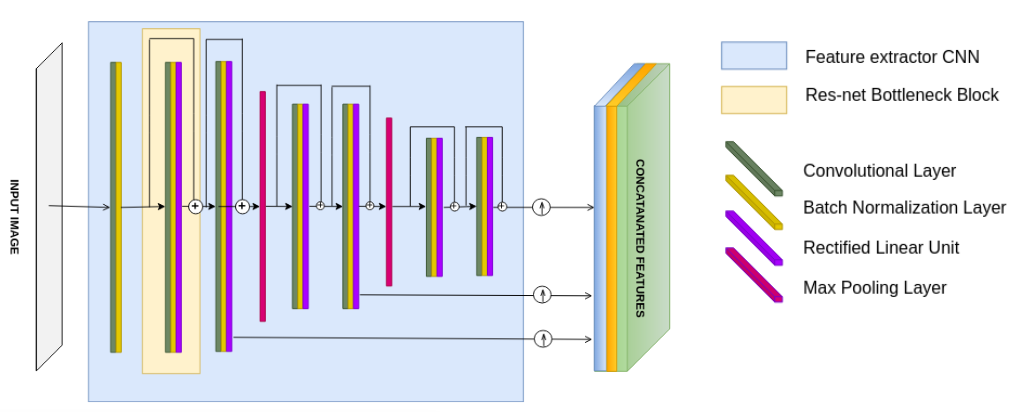 INPUT IMAGE
CONCATANATED FEATURES
Feature extractor CNN
Res-net Bottleneck Block
Convolutional Layer
Batch Normalization Layer
Rectified Linear Unit
Max Pooling Layer